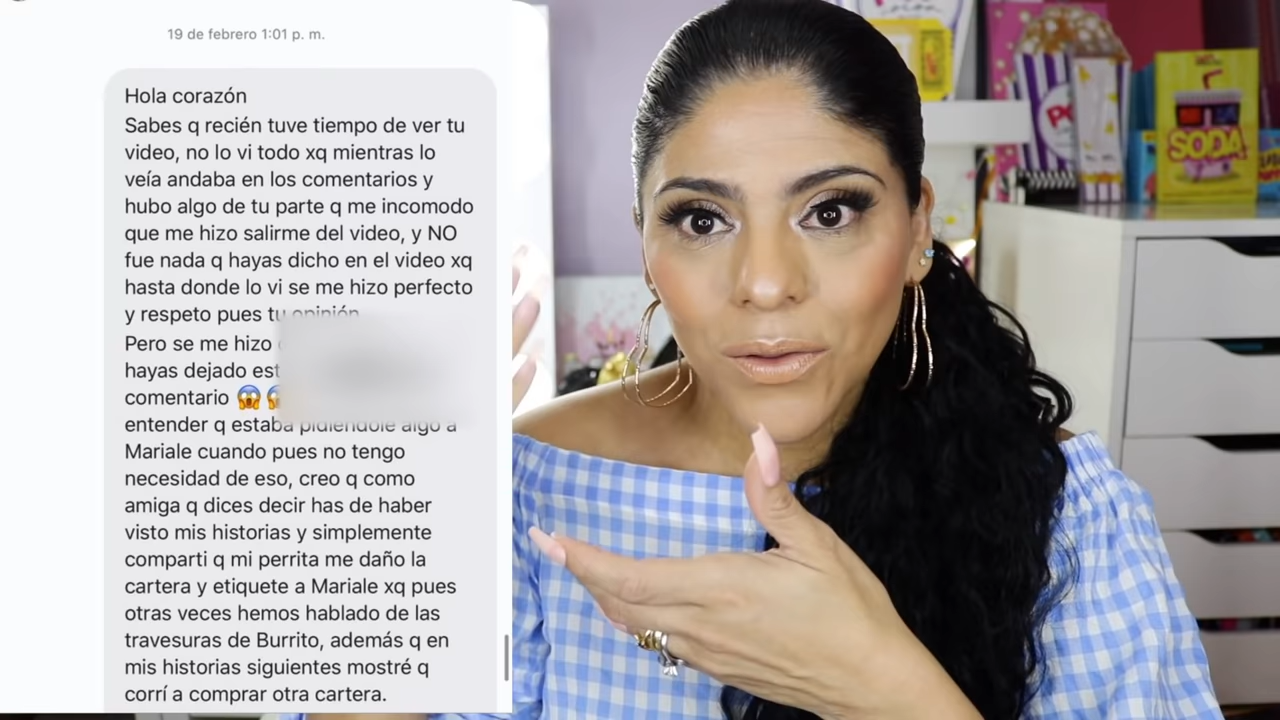 19 de febrero 1:01 p. m.
Hola corazón
Sabes q recién tuve tiempo de ver tu
video, no lo vi todo xq mientras lo
veía andaba en los comentarios y
hubo algo de tu parte q me incomodo
que me hizo salirme del video, y NO
fue nada q hayas dicho en el video xq
hasta donde lo vi se me hizo perfecto
y respeto pues tu opinión
Pero se me hizo
hayas dejado
comentario 😱
entender q estaba pidiéndole algo a
Mariale cuando pues no tengo
necesidad de eso, creo q como
amiga q dices decir has de haber
visto mis historias y simplemente
comparti q mi perrita me daño la
cartera y etiquete a Mariale xq pues
otras veces hemos hablado de las
travesuras de Burrito, además q en
mis historias siguientes mostré q
corrí a comprar otra cartera.
SODA